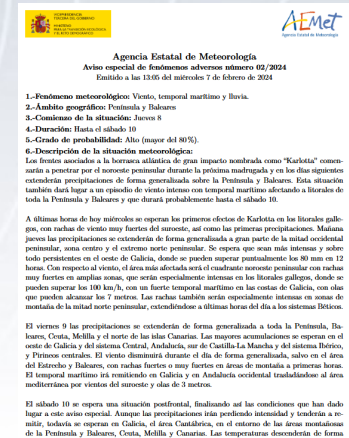 VICEPRESIDENCIA
TERCERA DEL GOBIERNO
MINISTERIO
PARA LA TRANSICIÓN ECOLÓGICA
Y EL RETO DEMOGRÁFICO
AEMet
Agencia Estatal de Meteorología
Agencia Estatal de Meteorología
Aviso especial de fenómenos adversos número 02/2024
Emitido a las 13:05 del miércoles 7 de febrero de 2024
1.-Fenómeno meteorológico: Viento, temporal marítimo y lluvia.
2.-Ámbito geográfico: Península y Baleares
3.-Comienzo de la situación: Jueves 8
4.-Duración: Hasta el sábado 10
5.-Grado de probabilidad: Alto (mayor del 80%).
6.-Descripción de la situación meteorológica:
Los frentes asociados a la borrasca atlántica de gran impacto nombrada como “Karlotta” comen-
zarán a penetrar por el noroeste peninsular durante la próxima madrugada y en los días siguientes
extenderán precipitaciones de forma generalizada sobre la Península y Baleares. Esta situación
también dará lugar a un episodio de viento intenso con temporal marítimo afectando a litorales de
toda la Península y Baleares y que durará probablemente hasta el sábado 10.
A últimas horas de hoy miércoles se esperan los primeros efectos de Karlotta en los litorales galle-
gos, con rachas de viento muy fuertes del suroeste, así como las primeras precipitaciones. Mañana
jueves las precipitaciones se extenderán de forma generalizada a gran parte de la mitad occidental
peninsular, zona centro y el extremo norte peninsular. Se espera que sean más intensas y sobre
todo persistentes en el oeste de Galicia, donde se pueden superar puntualmente los 80 mm en 12
horas. Con respecto al viento, el área más afectada será el cuadrante noroeste peninsular con rachas
muy fuertes en amplias zonas, que serán especialmente intensas en los litorales gallegos, donde se
pueden superar los 100 km/h, con un fuerte temporal marítimo en las costas de Galicia, con olas
que pueden alcanzar los 7 metros. Las rachas también serán especialmente intensas en zonas de
montaña de la mitad norte peninsular, extendiéndose a últimas horas del día a los sistemas Béticos.
El viernes 9 las precipitaciones se extenderán de forma generalizada a toda la Península, Ba-
leares, Ceuta, Melilla y el norte de las islas Canarias. Las mayores acumulaciones se esperan en el
oeste de Galicia y del sistema Central, Andalucía, sur de Castilla-La Mancha y del sistema Ibérico,
y Pirineos centrales. El viento disminuirá durante el día de forma generalizada, salvo en el área
del Estrecho y Baleares, con rachas fuertes o muy fuertes en áreas de montaña a primeras horas.
El temporal marítimo irá remitiendo en Galicia y en Andalucía occidental trasladándose al área
mediterránea por vientos del suroeste y olas de 3 metros.
El sábado 10 se espera una situación postfrontal, finalizando así las condiciones que han dado
lugar a este aviso especial. Aunque las precipitaciones irán perdiendo intensidad y tenderán a re-
mitir, todavía se esperan en Galicia, el área Cantábrica, en el entorno de las áreas montañosas
de la Península y Baleares, Ceuta, Melilla y Canarias. Las temperaturas descenderán de forma